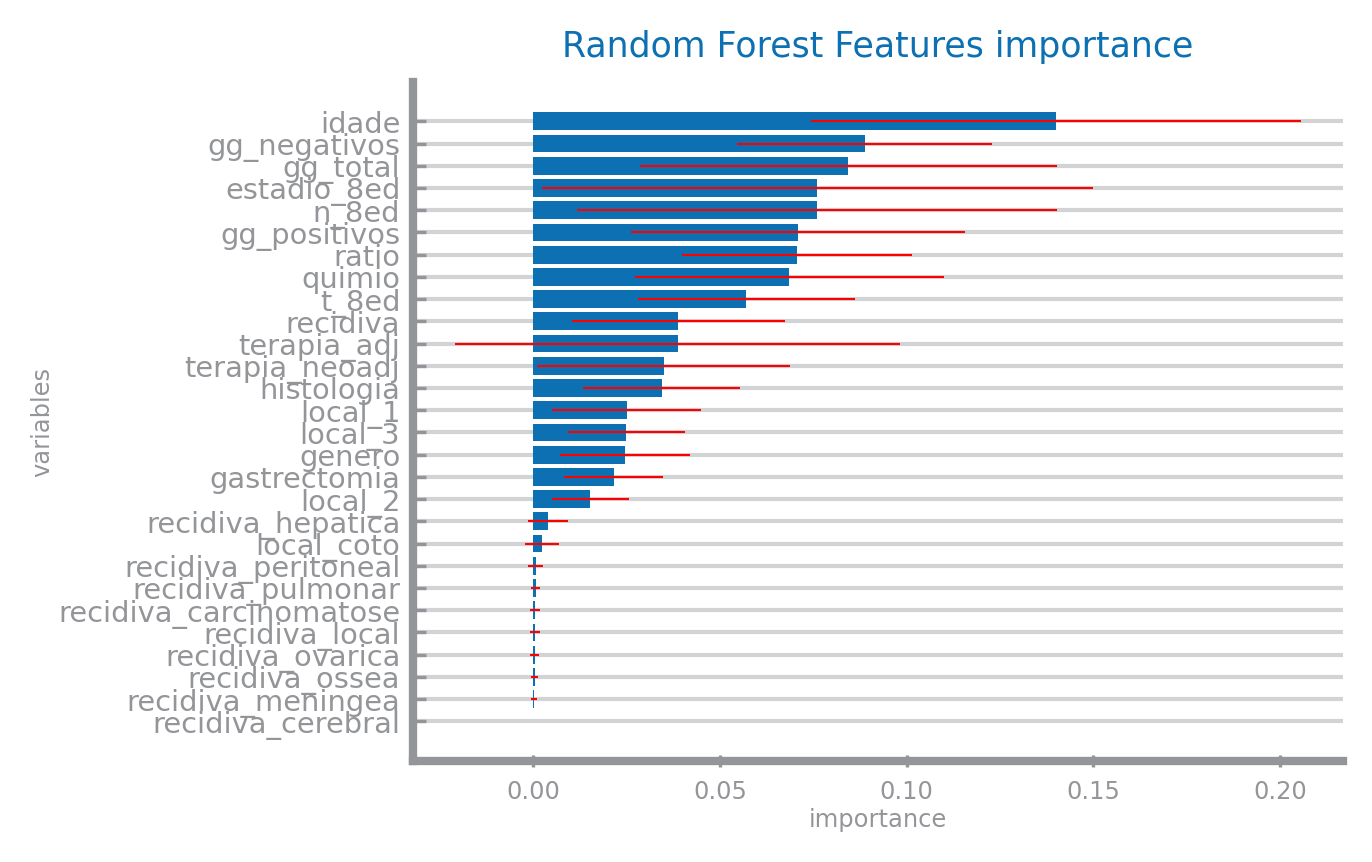 Random Forest Features importance
idade
gg_negativos
gg_total
estadio_8ed
n_8ed
gg_positivos
ratio
quimio
t_8ed
recidiva
terapia_adj
terapia_neoadj
histologia
local_1
local_3
genero
gastrectomia
local_2
recidiva_hepatica
local_coto
recidiva_peritoneal
recidiva_pulmonar
recidiva_carcinomatose
recidiva_local
recidiva_ovarica
recidiva_ossea
recidiva_meningea
recidiva_cerebral
variables
0.00 0.05 0.10 0.15 0.20
importance